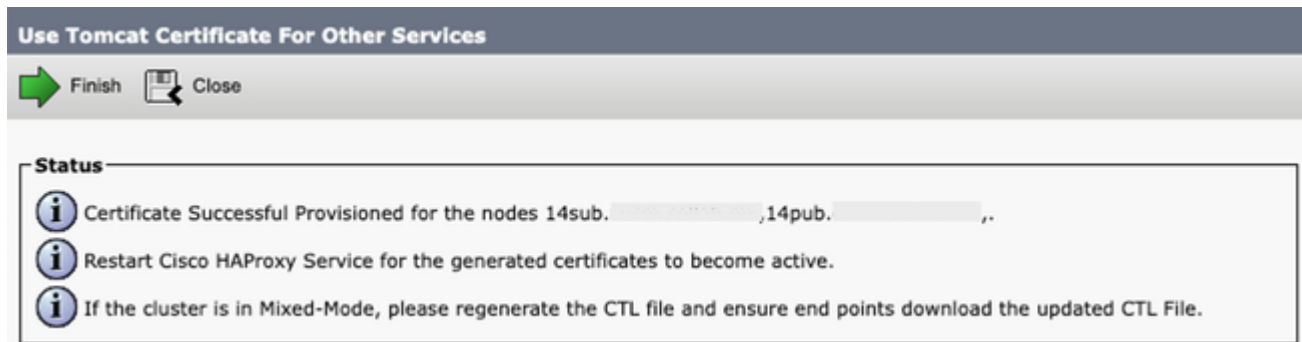 Use Tomcat Certificate For Other Services
Finish Close
Status
Certificate Successful Provisioned for the nodes 14sub. ,14pub. ,.
Restart Cisco HAProxy Service for the generated certificates to become active.
If the cluster is in Mixed-Mode, please regenerate the CTL file and ensure end points download the updated CTL File.